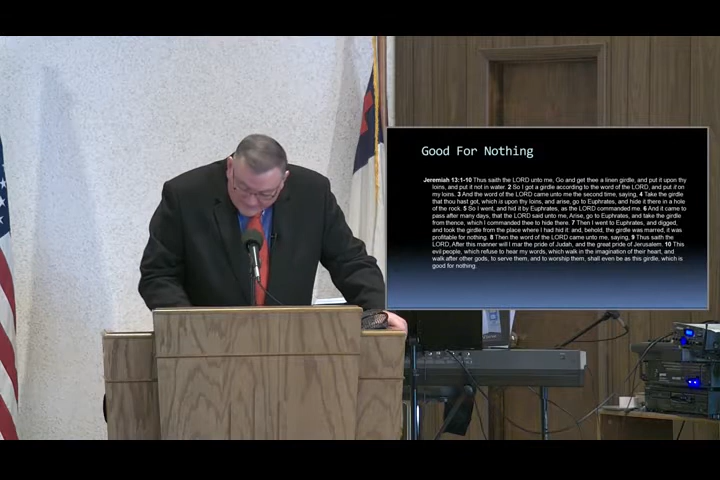 Good For Nothing
Jeremiah 13:1-10 Thus saith the LORD unto me, Go and get thee a linen girdle, and put it upon thy
loins, and put it not in water. 2 So I got a girdle according to the word of the LORD, and put it on
my loins. 3 And the word of the LORD came unto me the second time, saying, 4 Take the girdle
that thou hast got, which is upon thy loins, and arise, go to Euphrates, and hide it there in a hole
of the rock. 5 So I went, and hid it by Euphrates, as the LORD commanded me. 6 And it came to
pass after many days, that the LORD said unto me, Arise, go to Euphrates, and take the girdle
from thence, which I commanded thee to hide there. 7 Then I went to Euphrates, and digged,
and took the girdle from the place where I had hid it: and, behold, the girdle was marred, it was
profitable for nothing. 8 Then the word of the LORD came unto me, saying, 9 Thus saith the
LORD, After this manner will I mar the pride of Judah, and the great pride of Jerusalem. 10 This
evil people, which refuse to hear my words, which walk in the imagination of their heart, and
walk after other gods, to serve them, and to worship them, shall even be as this girdle, which is
good for nothing.